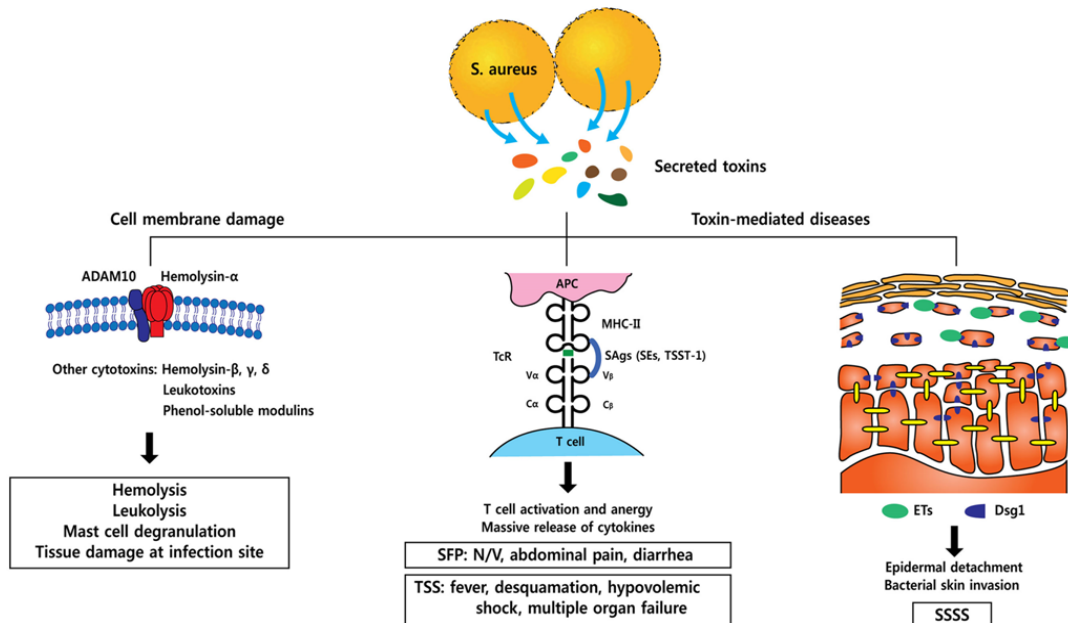 S. aureus
Secreted toxins
Cell membrane damage
Toxin-mediated diseases
ADAM10
Hemolysin-α
Other cytotoxins: Hemolysin-β, γ, δ
Leukotoxins
Phenol-soluble modulins
Hemolysis
Leukolysis
Mast cell degranulation
Tissue damage at infection site
APC
MHC-II
TcR
SAgs (SEs, TSST-1)
Vα
Vβ
Cα
Cβ
T cell
T cell activation and anergy
Massive release of cytokines
SFP: N/V, abdominal pain, diarrhea
TSS: fever, desquamation, hypovolemic
shock, multiple organ failure
ETs
Dsg1
Epidermal detachment
Bacterial skin invasion
SSSS